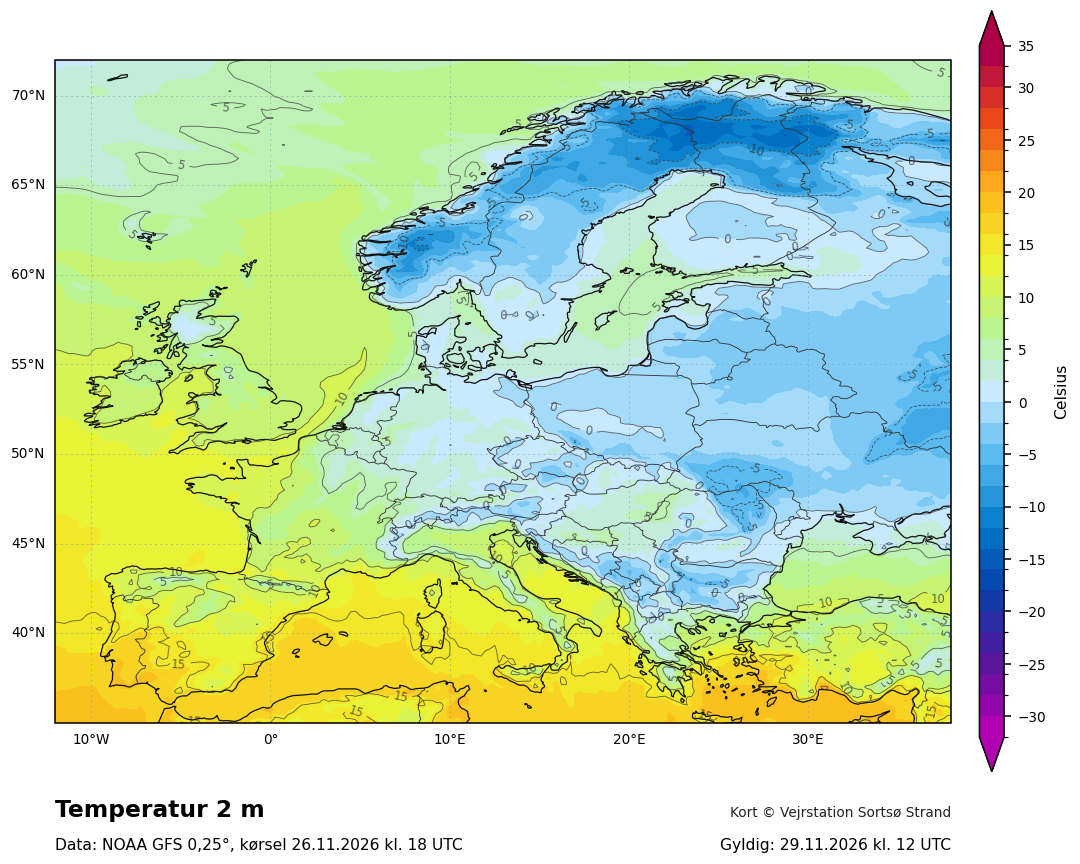 70°N
65°N
60°N
55°N
50°N
45°N
40°N
10°W
0°
10°E
20°E
30°E
35
30
25
20
15
10
5
0
−5
−10
−15
−20
−25
−30
Celsius
Temperatur 2 m
Kort © Vejrstation Sortsø Strand
Data: NOAA GFS 0,25°, kørsel 26.11.2026 kl. 18 UTC
Gyldig: 29.11.2026 kl. 12 UTC